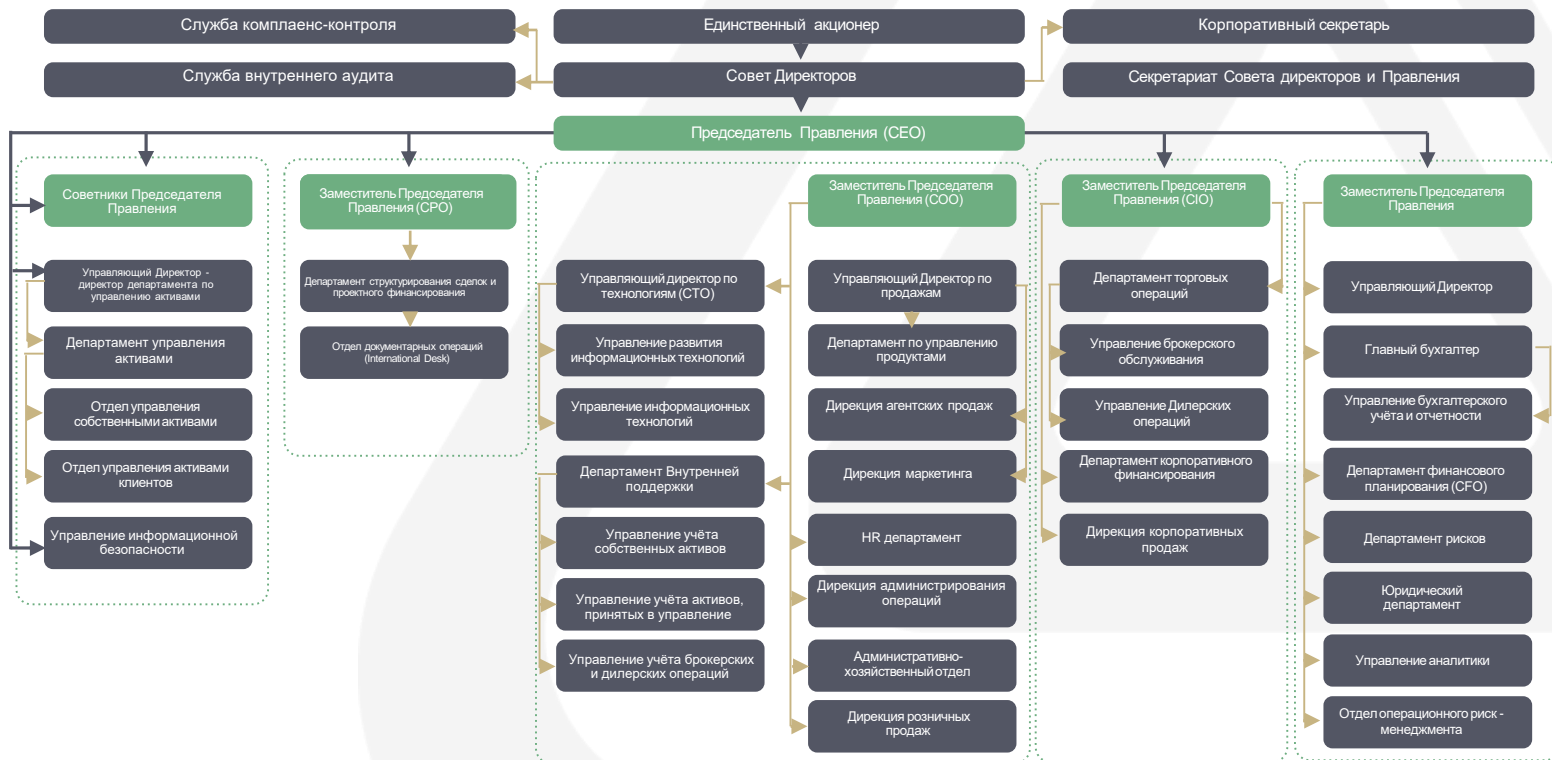 Служба комплаенс-контроля
Единственный акционер
Корпоративный секретарь
Служба внутреннего аудита
Совет Директоров
Секретариат Совета директоров и Правления
Председатель Правления (CEO)
Советники Председателя
Правления
Управляющий Директор -
директор департамента по
управлению активами
Департамент управления
активами
Отдел управления
собственными активами
Отдел управления активами
клиентов
Управление информационной
безопасности
Заместитель Председателя
Правления (CPO)
Департамент структурирования сделок и
проектного финансирования
Отдел документарных операций
(International Desk)
Заместитель Председателя
Правления (COO)
Управляющий директор по
технологиям (CTO)
Управление развития
информационных технологий
Управление информационных
технологий
Департамент Внутренней
поддержки
Управление учёта
собственных активов
Управление учёта активов,
принятых в управление
Управление учёта брокерских
и дилерских операций
Управляющий Директор по
продажам
Департамент по управлению
продуктами
Дирекция агентских продаж
Дирекция маркетинга
HR департамент
Дирекция администрирования
операций
Административно-
хозяйственный отдел
Дирекция розничных
продаж
Заместитель Председателя
Правления (CIO)
Департамент торговых
операций
Управление брокерского
обслуживания
Управление Дилерских
операций
Департамент корпоративного
финансирования
Дирекция корпоративных
продаж
Заместитель Председателя
Правления
Управляющий Директор
Главный бухгалтер
Управление бухгалтерского
учёта и отчетности
Департамент финансового
планирования (CFO)
Департамент рисков
Юридический
департамент
Управление аналитики
Отдел операционного риск -
менеджмента